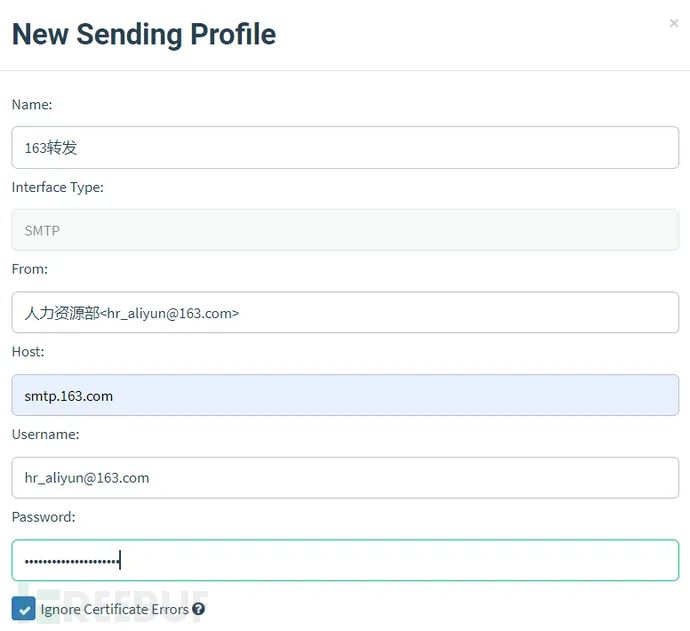 New Sending Profile
×
Name:
163转发
Interface Type:
SMTP
From:
人力资源部<hr_aliyun@163.com>
Host:
smtp.163.com
Username:
hr_aliyun@163.com
Password:
•••••••••••••••••••••
Ignore Certificate Errors
FREEBUF